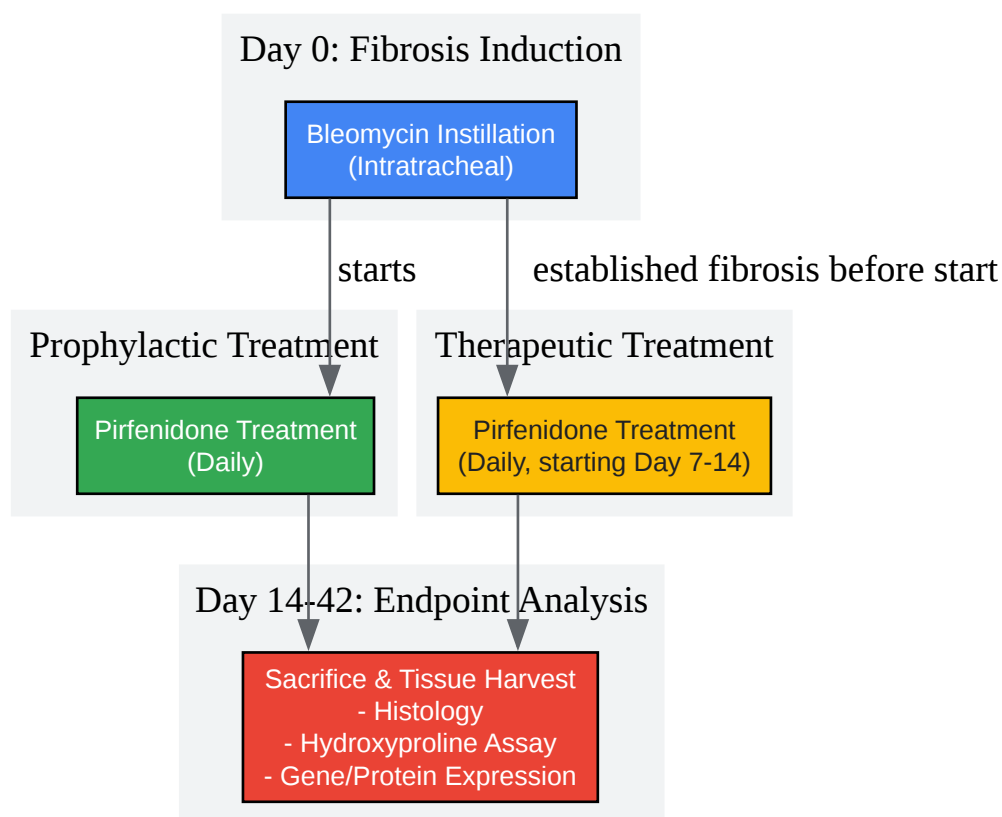 Day 0: Fibrosis Induction
Bleomycin Instillation
(Intratracheal)
starts
established fibrosis before start
Prophylactic Treatment
Pirfenidone Treatment
(Daily)
Therapeutic Treatment
Pirfenidone Treatment
(Daily, starting Day 7-14)
Day 14-42: Endpoint Analysis
Sacrifice & Tissue Harvest
- Histology
- Hydroxyproline Assay
- Gene/Protein Expression